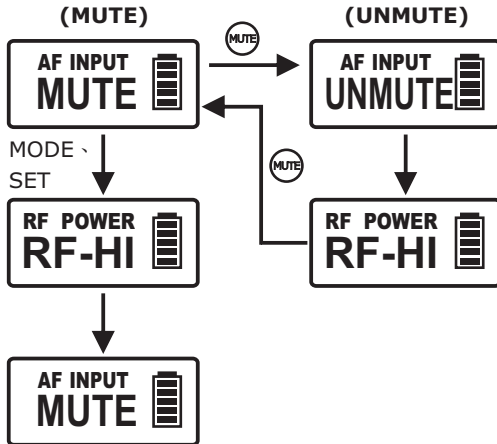 (MUTE)
(UNMUTE)
AF INPUT
MUTE
MUTE
AF INPUT
UNMUTE
MODE、
SET
MUTE
RF POWER
RF-HI
RF POWER
RF-HI
AF INPUT
MUTE